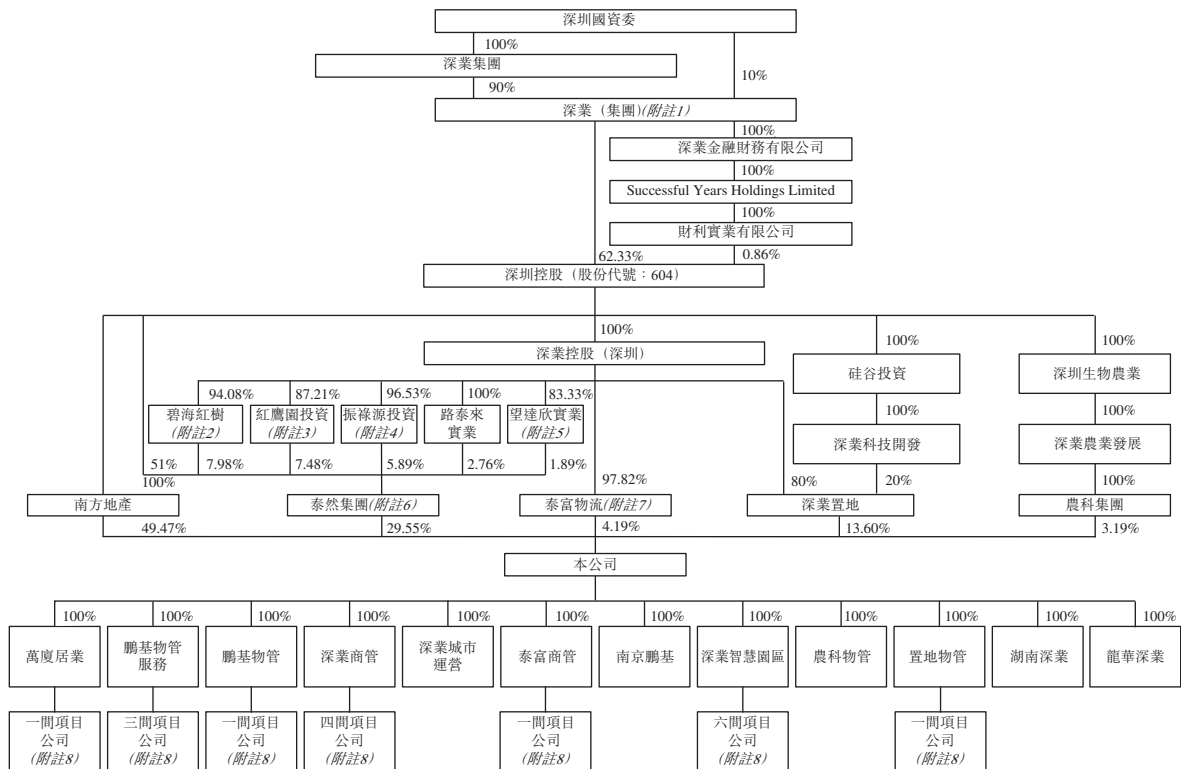 深圳國資委
100%
深業集團
10%
90%
深業（集團）(附註1)
100%
深業金融財務有限公司
100%
Successful Years Holdings Limited
100%
財利實業有限公司
62.33%
0.86%
深圳控股（股份代號：604）
100%
100%
100%
深業控股（深圳）
硅谷投資
深圳生物農業
94.08%
87.21%
96.53%
100%
83.33%
碧海紅樹
(附註2)
紅鷹園投資
(附註3)
振祿源投資
(附註4)
路泰來
實業
望達欣實業
(附註5)
100%
100%
深業科技開發
深業農業發展
51%
7.98%
7.48%
5.89%
2.76%
1.89%
100%
97.82%
80%
20%
100%
南方地產
泰然集團(附註6)
泰富物流(附註7)
深業置地
農科集團
49.47%
29.55%
4.19%
13.60%
3.19%
本公司
100%
100%
100%
100%
100%
100%
100%
100%
100%
100%
100%
100%
萬廈居業
鵬基物管
服務
鵬基物管
深業商管
深業城市
運營
泰富商管
南京鵬基
深業智慧園區
農科物管
置地物管
湖南深業
龍華深業
一間項目
公司
(附註8)
三間項目
公司
(附註8)
一間項目
公司
(附註8)
四間項目
公司
(附註8)
一間項目
公司
(附註8)
六間項目
公司
(附註8)
一間項目
公司
(附註8)